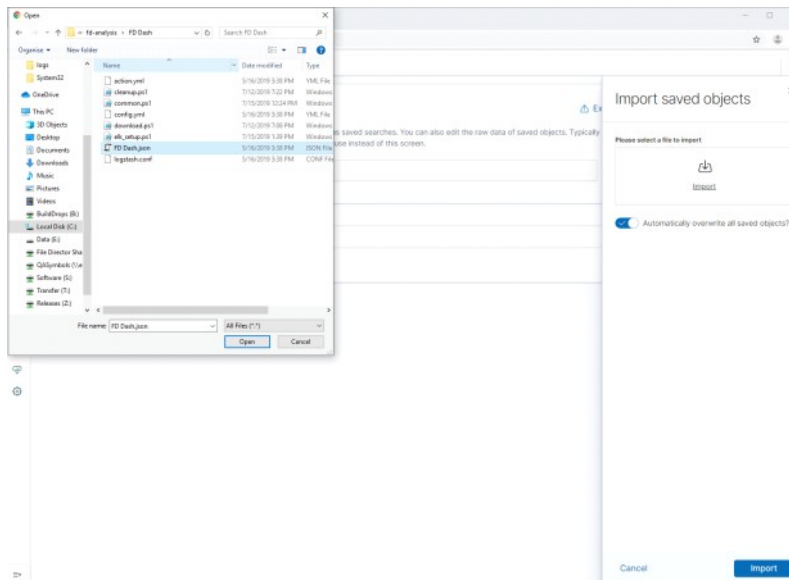 Open
fd-analysis › FD Dash
Search FD Dash
Organise
New folder
Name
Date modified
Type
logs
System32
OneDrive
This PC
3D Objects
Desktop
Documents
Downloads
Music
Pictures
Videos
BuildDrops (B:)
Local Disk (C:)
Data (E:)
File Director Sha
QASymbols (\\e
Software (S:)
Transfer (T:)
Releases (Z:)
action.yml 5/16/2019 5:38 PM YML File
cleanup.ps1 7/12/2019 7:22 PM Windows
common.ps1 7/15/2019 12:24 PM Windows
config.yml 5/16/2019 5:38 PM YML File
download.ps1 7/12/2019 7:00 PM Windows
elk_setup.ps1 7/15/2019 1:39 PM Windows
FD Dash.json 5/16/2019 5:38 PM JSON File
logstash.conf 5/16/2019 5:38 PM CONF File
File name: FD Dash.json
All Files (*.*)
Open
Cancel
Ex
s saved searches. You can also edit the raw data of saved objects. Typically
use instead of this screen.
Import saved objects
Please select a file to import
Import
Automatically overwrite all saved objects?
Cancel
Import